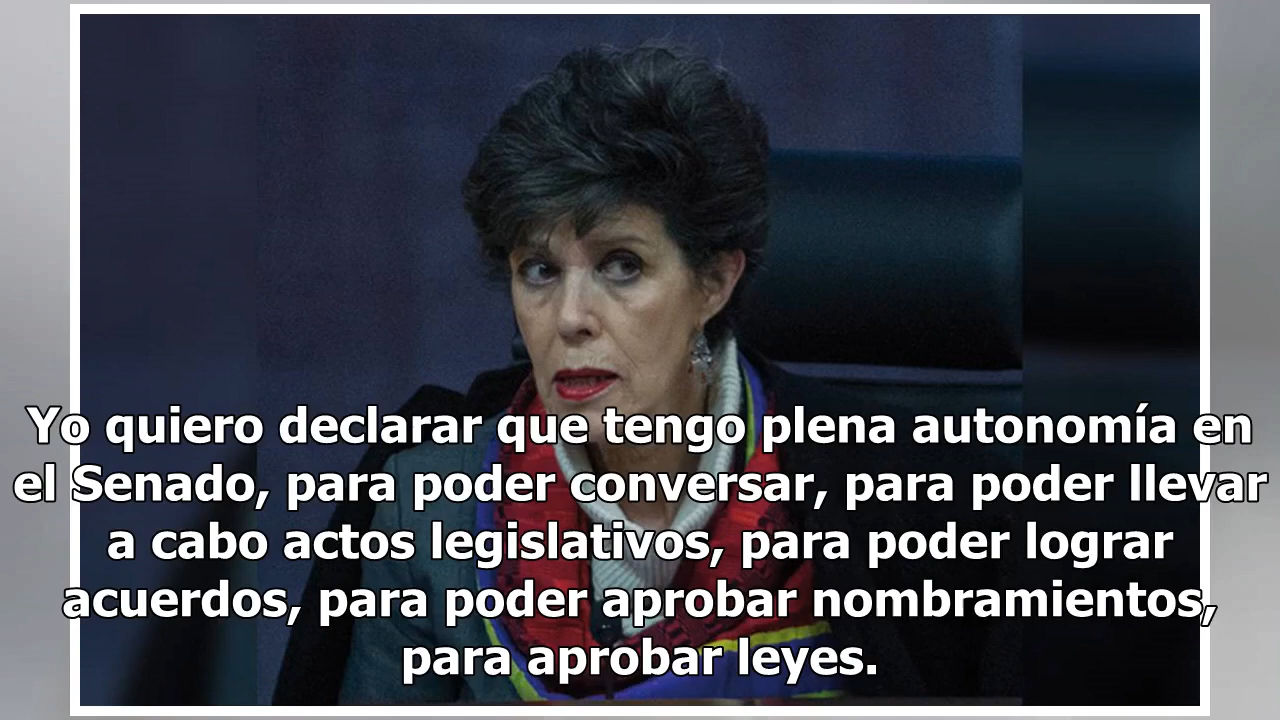 Yo quiero declarar que tengo plena autonomía en
el Senado, para poder conversar, para poder llevar
a cabo actos legislativos, para poder lograr
acuerdos, para poder aprobar nombramientos,
para aprobar leyes.